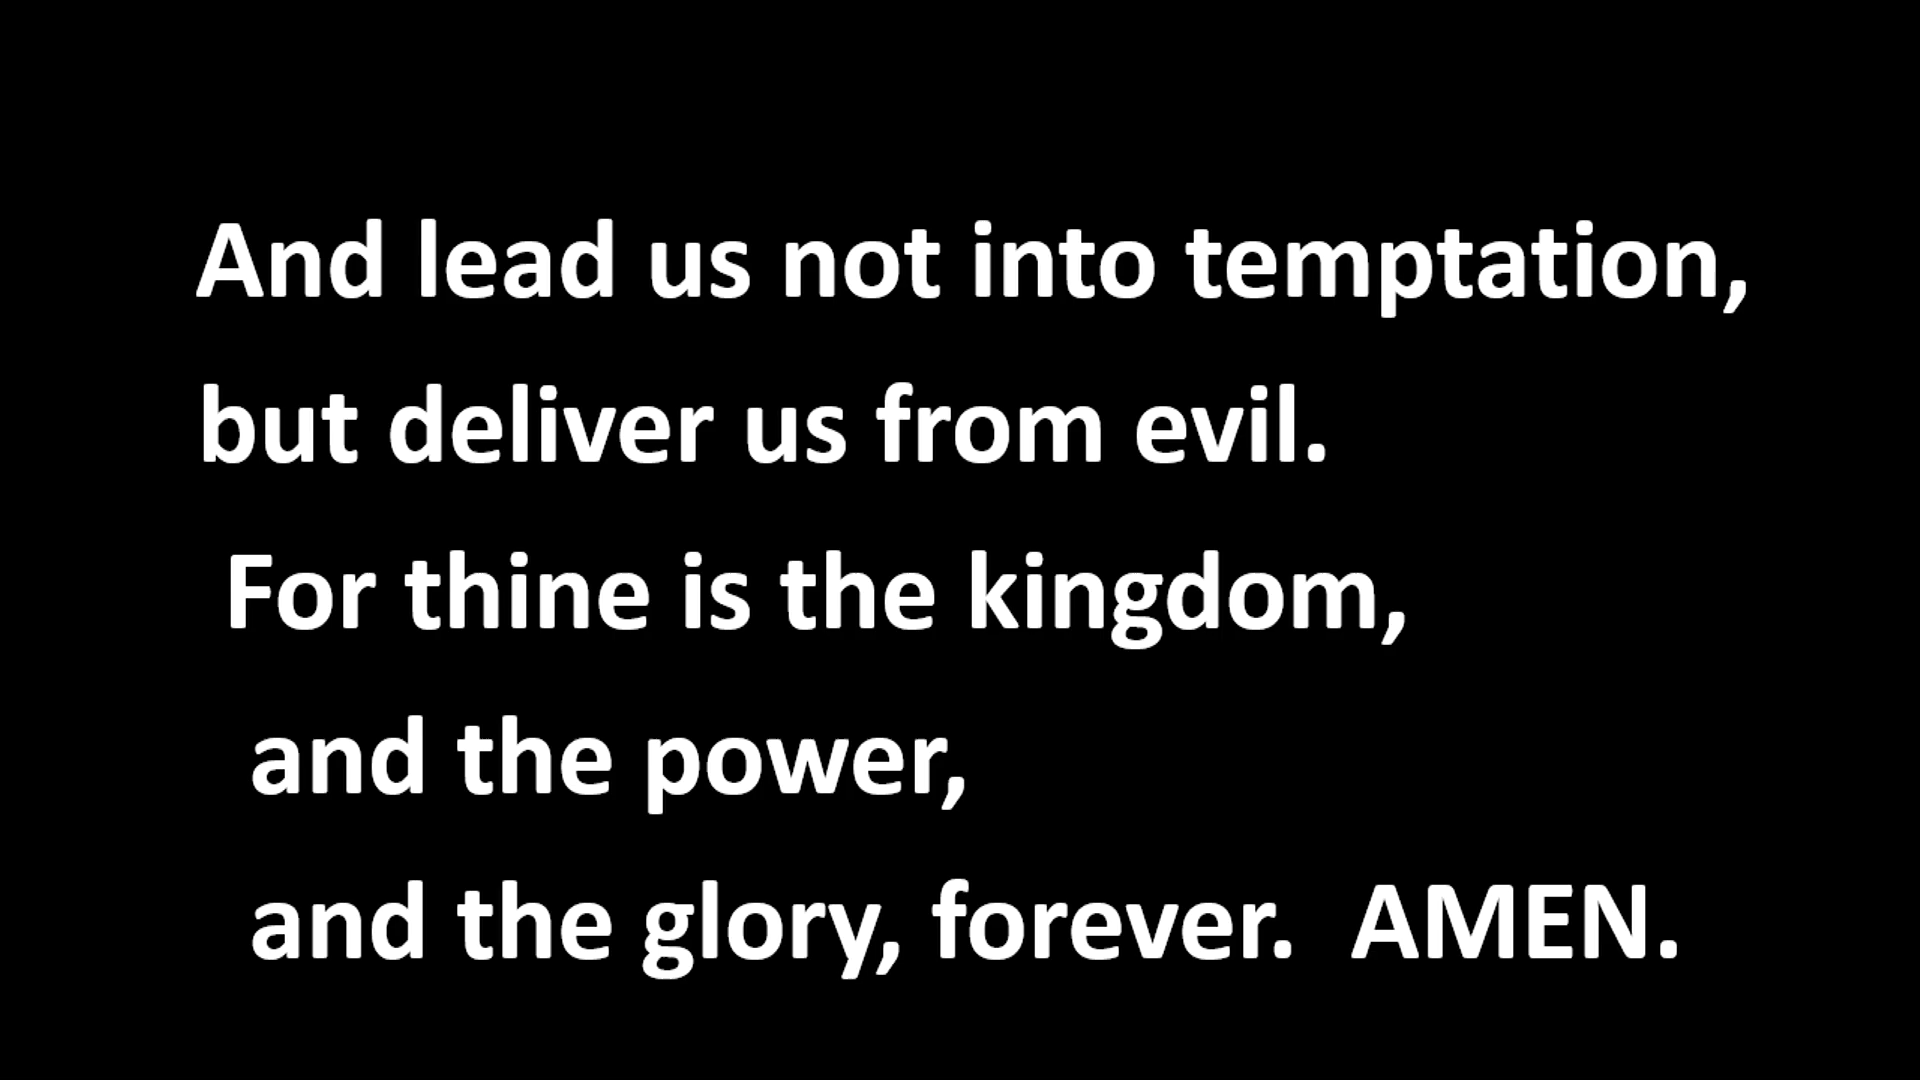 And lead us not into temptation,
but deliver us from evil.
For thine is the kingdom,
and the power,
and the glory, forever.  AMEN.